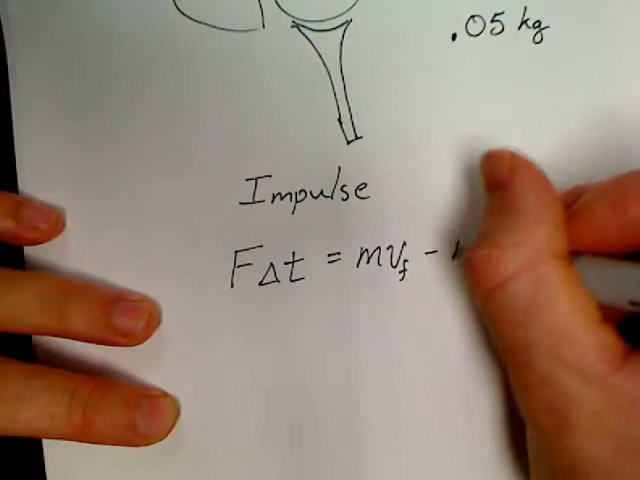 .05 kg
Impulse
FΔt = mv_f -